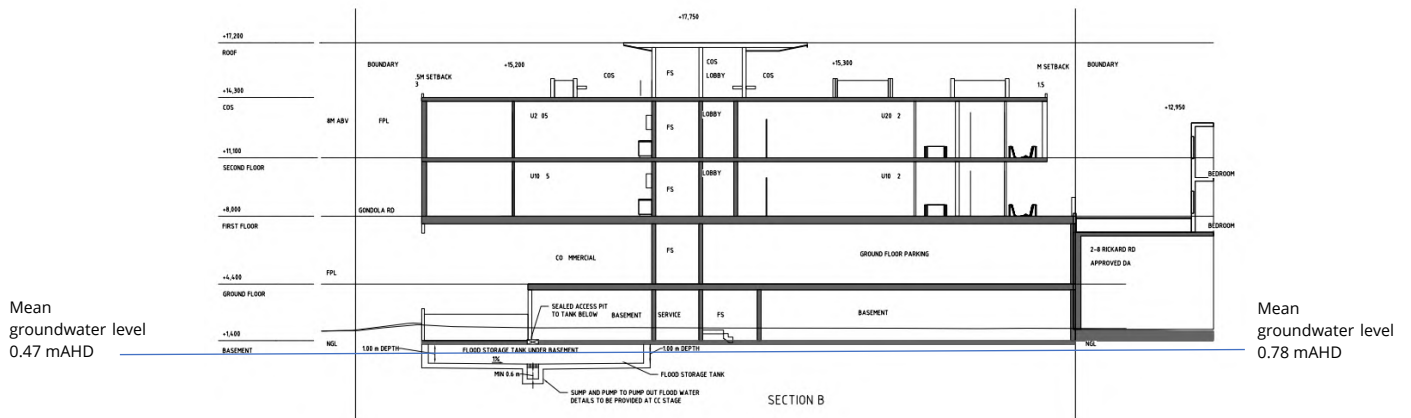 +17,750
+17,200
ROOF
BOUNDARY
+15,200
COS
FS
COS
LOBBY
COS
+15,300
M SETBACK
BOUNDARY
.5M SETBACK
3
1.5
+14,300
COS
8M ABV
FPL
U2 05
LOBBY
U20 2
+12,950
FS
+11,100
SECOND FLOOR
U10 5
LOBBY
U10 2
BEDROOM
FS
+8,000
FIRST FLOOR
GONDOLA RD
BEDROOM
FS
CO MMERCIAL
GROUND FLOOR PARKING
2-8 RICKARD RD
APPROVED DA
FPL
+4,400
GROUND FLOOR
SEALED ACCESS PIT
TO TANK BELOW
BASEMENT
SERVICE
FS
BASEMENT
Mean
groundwater level
0.47 mAHD
Mean
groundwater level
0.78 mAHD
+1,400
BASEMENT
NGL
NGL
1.00 m DEPTH
FLOOD STORAGE TANK UNDER BASEMENT
1.00 m DEPTH
1%
MIN 0.6 m
FLOOD STORAGE TANK
SUMP AND PUMP TO PUMP OUT FLOOD WATER
DETAILS TO BE PROVIDED AT CC STAGE
SECTION B